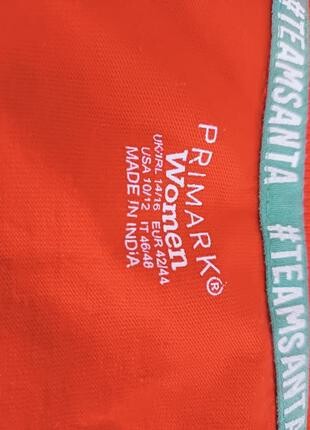 PRIMARK®
Women
UK/IRL 14/16 EUR 42/44
USA 10/12 IT 46/48
MADE IN INDIA
#TEAMSANTA #TEAMSANTA